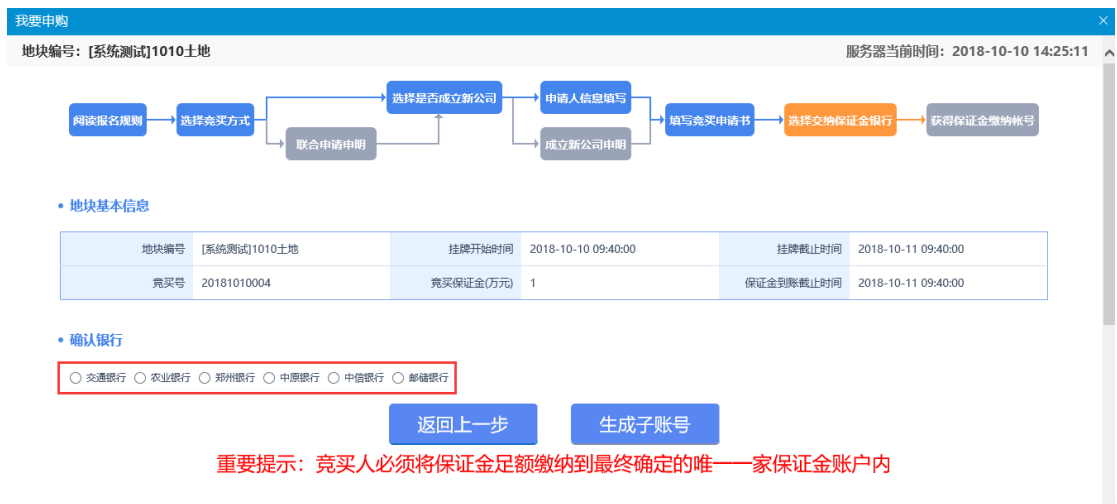 我要申购
地块编号：[系统测试]1010土地 服务器当前时间：2018-10-10 14:25:11
选择是否成立新公司 申请人信息填写
阅读报名规则 选择竞买方式 填写竞买申请书 选择交纳保证金银行 获得保证金缴纳帐号
联合申请申明 成立新公司申明
地块基本信息
地块编号 [系统测试]1010土地 挂牌开始时间 2018-10-10 09:40:00 挂牌截止时间 2018-10-11 09:40:00
竞买号 20181010004 竞买保证金(万元) 1 保证金到账截止时间 2018-10-11 09:40:00
确认银行
交通银行 农业银行 郑州银行 中原银行 中信银行 邮储银行
返回上一步 生成子账号
重要提示：竞买人必须将保证金足额缴纳到最终确定的唯一一家保证金账户内